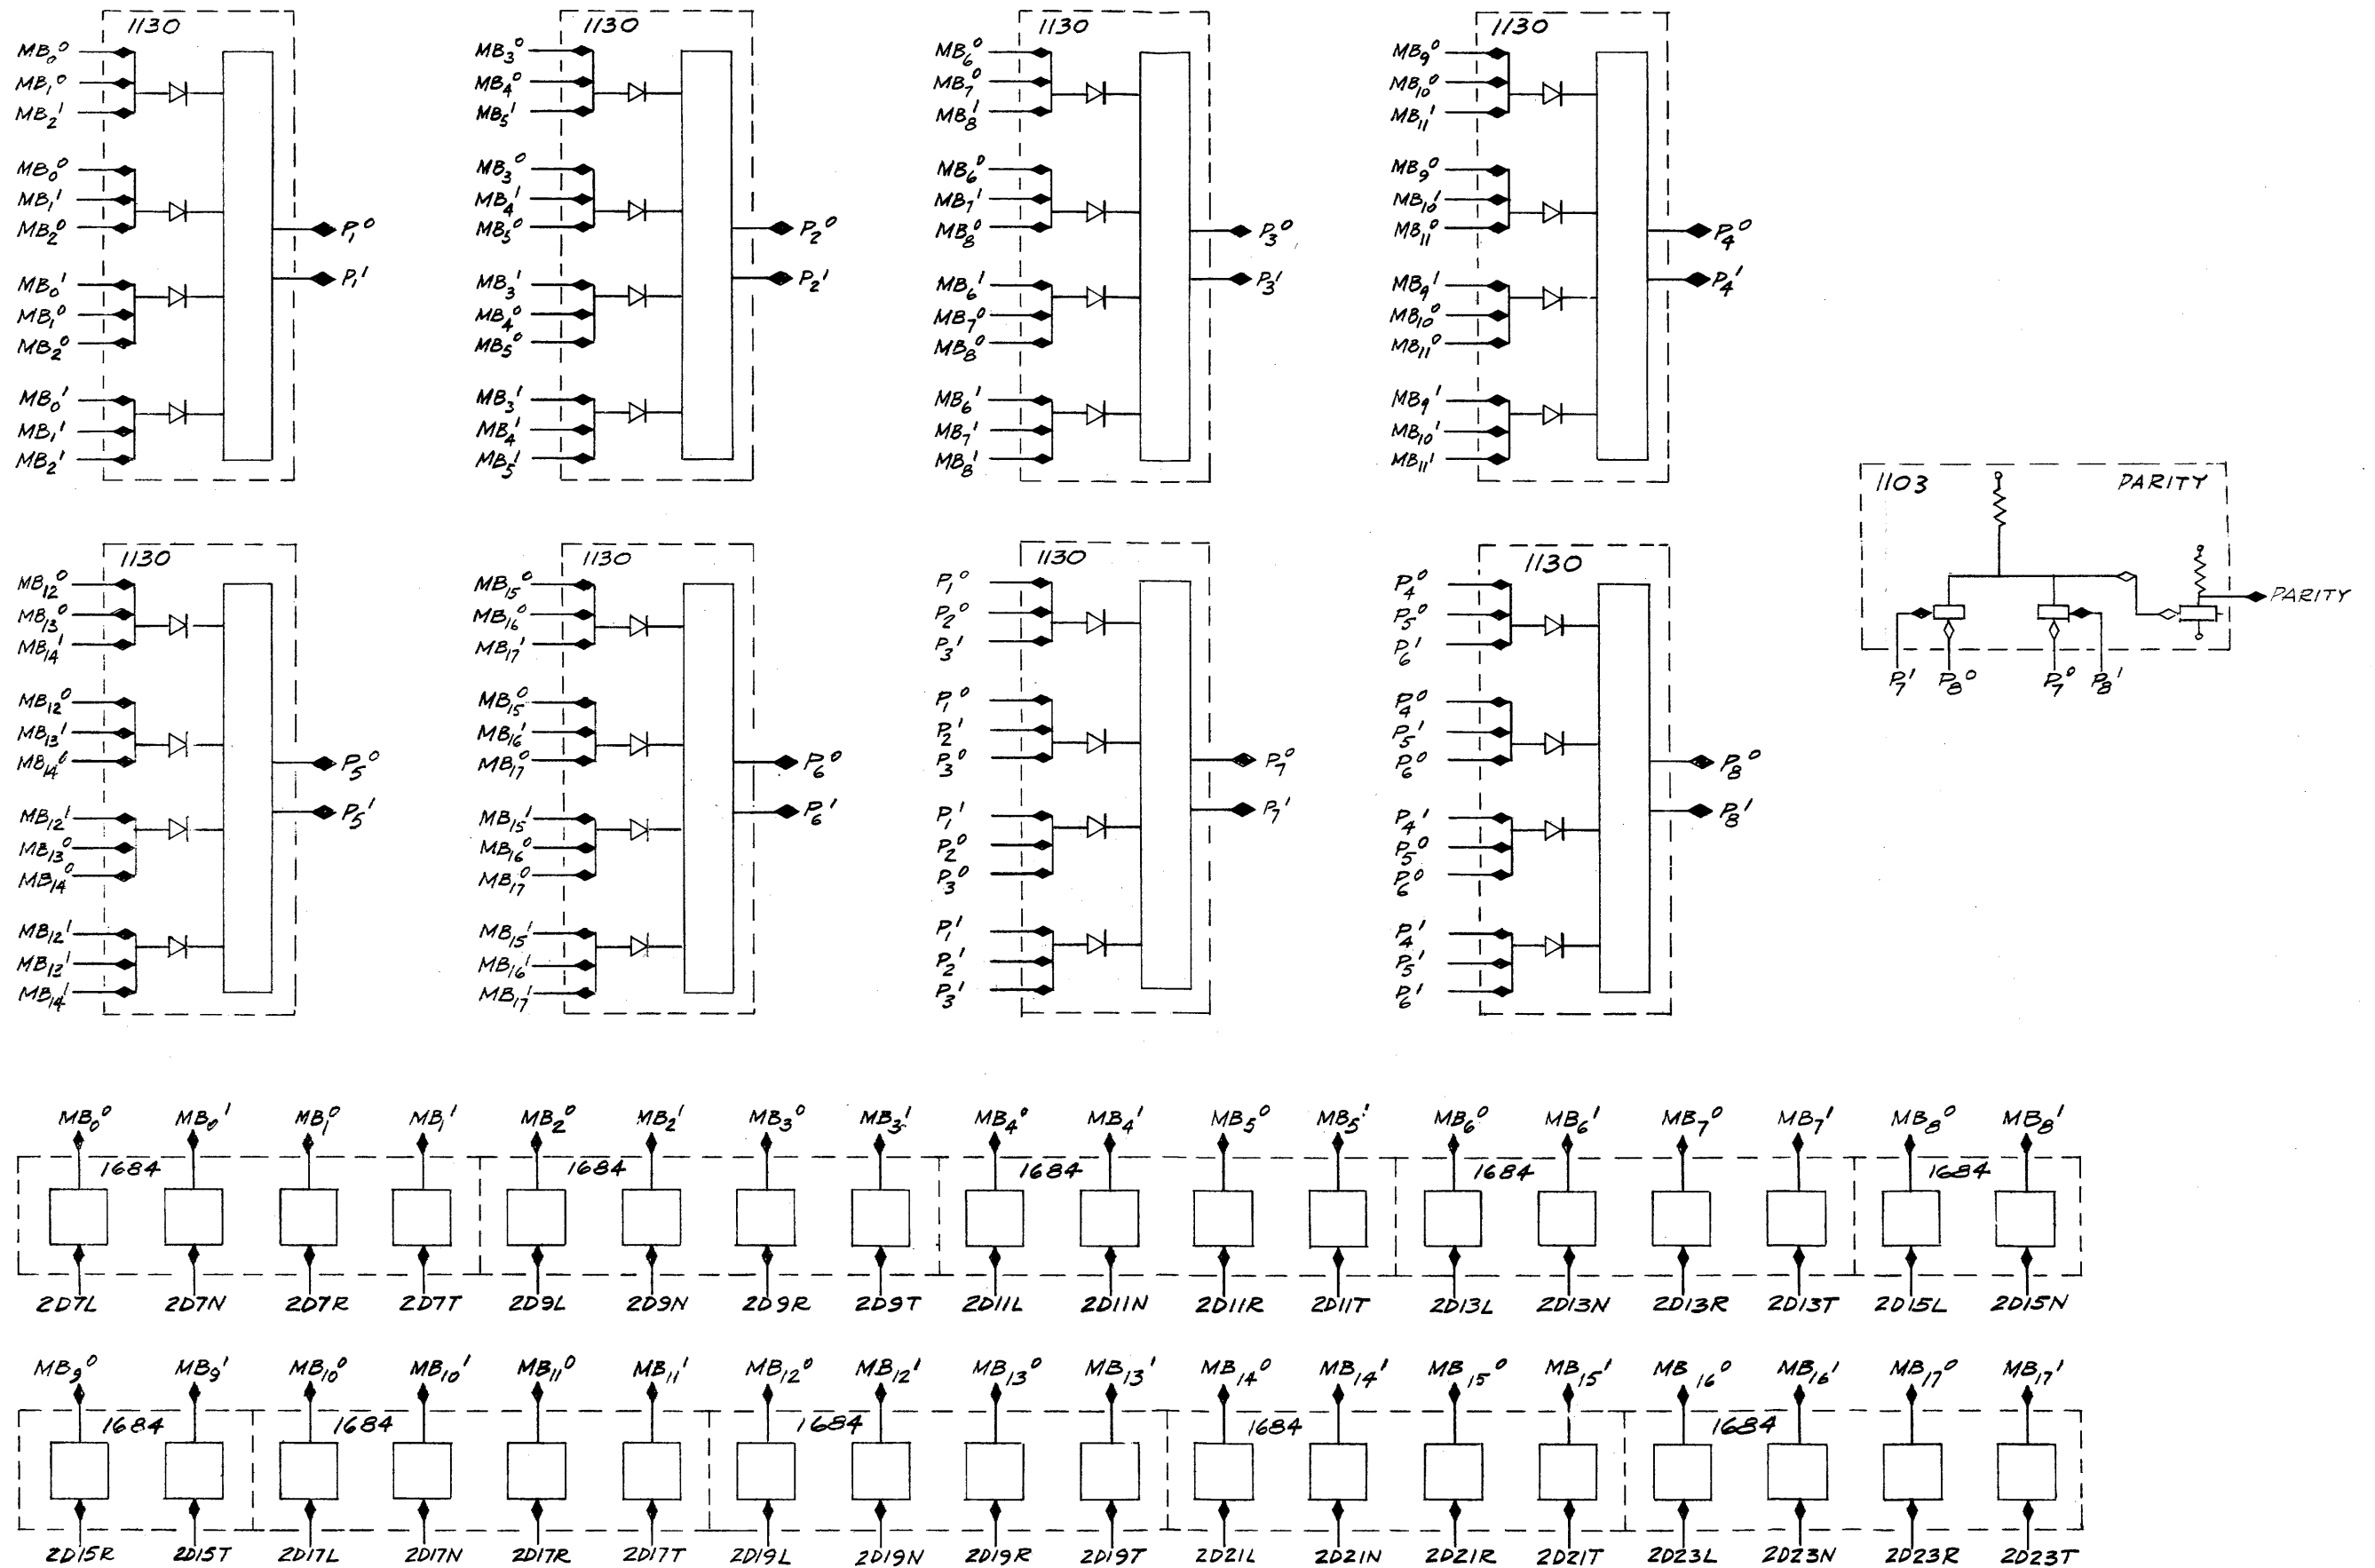 1130
MB₀⁰
MB₁⁰
MB₂¹
MB₀⁰
MB₁¹
MB₂⁰
MB₀¹
MB₁⁰
MB₂⁰
MB₀¹
MB₁¹
MB₂¹
P₁⁰
P₁¹
1130
MB₃⁰
MB₄⁰
MB₅¹
MB₃⁰
MB₄¹
MB₅⁰
MB₃¹
MB₄⁰
MB₅⁰
MB₃¹
MB₄¹
MB₅¹
P₂⁰
P₂¹
1130
MB₆⁰
MB₇⁰
MB₈¹
MB₆⁰
MB₇¹
MB₈⁰
MB₆¹
MB₇⁰
MB₈⁰
MB₆¹
MB₇¹
MB₈¹
P₃⁰
P₃¹
1130
MB₉⁰
MB₁₀⁰
MB₁₁¹
MB₉⁰
MB₁₀¹
MB₁₁⁰
MB₉¹
MB₁₀⁰
MB₁₁⁰
MB₉¹
MB₁₀¹
MB₁₁¹
P₄⁰
P₄¹
1103 PARITY
PARITY
P₇¹ P₈⁰ P₇⁰ P₈¹
1130
MB₁₂⁰
MB₁₃⁰
MB₁₄¹
MB₁₂⁰
MB₁₃¹
MB₁₄⁰
MB₁₂¹
MB₁₃⁰
MB₁₄⁰
MB₁₂¹
MB₁₃¹
MB₁₄¹
P₅⁰
P₅¹
1130
MB₁₅⁰
MB₁₆⁰
MB₁₇¹
MB₁₅⁰
MB₁₆¹
MB₁₇⁰
MB₁₅¹
MB₁₆⁰
MB₁₇⁰
MB₁₅¹
MB₁₆¹
MB₁₇¹
P₆⁰
P₆¹
1130
P₁⁰
P₂⁰
P₃¹
P₁⁰
P₂¹
P₃⁰
P₁¹
P₂⁰
P₃⁰
P₁¹
P₂¹
P₃¹
P₇⁰
P₇¹
1130
P₄⁰
P₅⁰
P₆¹
P₄⁰
P₅¹
P₆⁰
P₄¹
P₅⁰
P₆⁰
P₄¹
P₅¹
P₆¹
P₈⁰
P₈¹
MB₀⁰ MB₀¹ MB₁⁰ MB₁¹ MB₂⁰ MB₂¹ MB₃⁰ MB₃¹ MB₄⁰ MB₄¹ MB₅⁰ MB₅¹ MB₆⁰ MB₆¹ MB₇⁰ MB₇¹ MB₈⁰ MB₈¹
1684 1684 1684 1684 1684
2D7L 2D7N 2D7R 2D7T 2D9L 2D9N 2D9R 2D9T 2D11L 2D11N 2D11R 2D11T 2D13L 2D13N 2D13R 2D13T 2D15L 2D15N
MB₉⁰ MB₉¹ MB₁₀⁰ MB₁₀¹ MB₁₁⁰ MB₁₁¹ MB₁₂⁰ MB₁₂¹ MB₁₃⁰ MB₁₃¹ MB₁₄⁰ MB₁₄¹ MB₁₅⁰ MB₁₅¹ MB₁₆⁰ MB₁₆¹ MB₁₇⁰ MB₁₇¹
1684 1684 1684 1684 1684
2D15R 2D15T 2D17L 2D17N 2D17R 2D17T 2D19L 2D19N 2D19R 2D19T 2D21L 2D21N 2D21R 2D21T 2D23L 2D23N 2D23R 2D23T